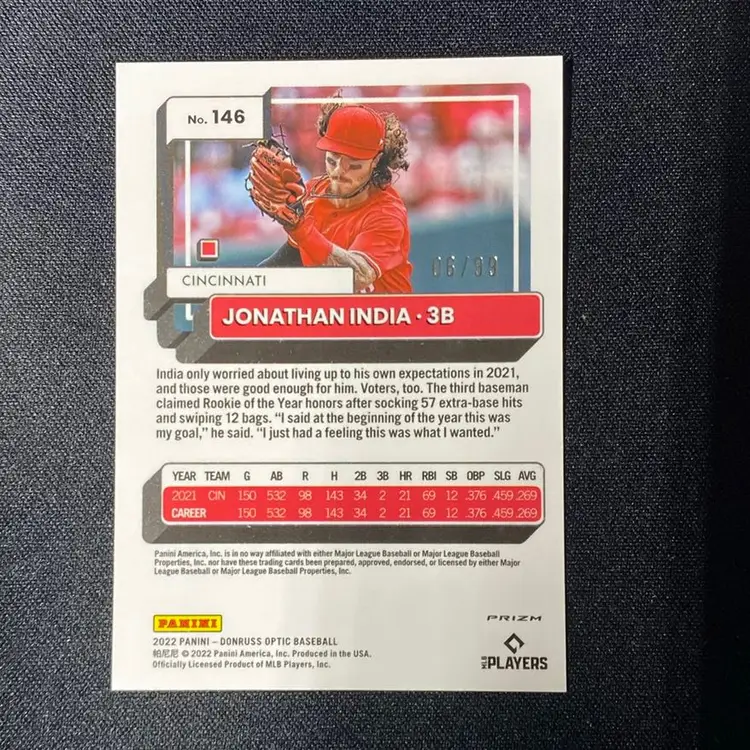 No. 146
06/99
CINCINNATI
JONATHAN INDIA · 3B
India only worried about living up to his own expectations in 2021,
and those were good enough for him. Voters, too. The third baseman
claimed Rookie of the Year honors after socking 57 extra-base hits
and swiping 12 bags. “I said at the beginning of the year this was
my goal,” he said. “I just had a feeling this was what I wanted.”
YEAR TEAM G AB R H 2B 3B HR RBI SB OBP SLG AVG
2021 CIN 150 532 98 143 34 2 21 69 12 .376 .459 .269
CAREER 150 532 98 143 34 2 21 69 12 .376 .459 .269
Panini America, Inc. is in no way affiliated with either Major League Baseball or Major League Baseball
Properties, Inc. nor have these trading cards been prepared, approved, endorsed, or licensed by either Major
League Baseball or Major League Baseball Properties, Inc.
PANINI
PRIZM
2022 PANINI – DONRUSS OPTIC BASEBALL
帕尼尼 © 2022 Panini America, Inc. Produced in the USA.
Officially Licensed Product of MLB Players, Inc.
MLB PLAYERS